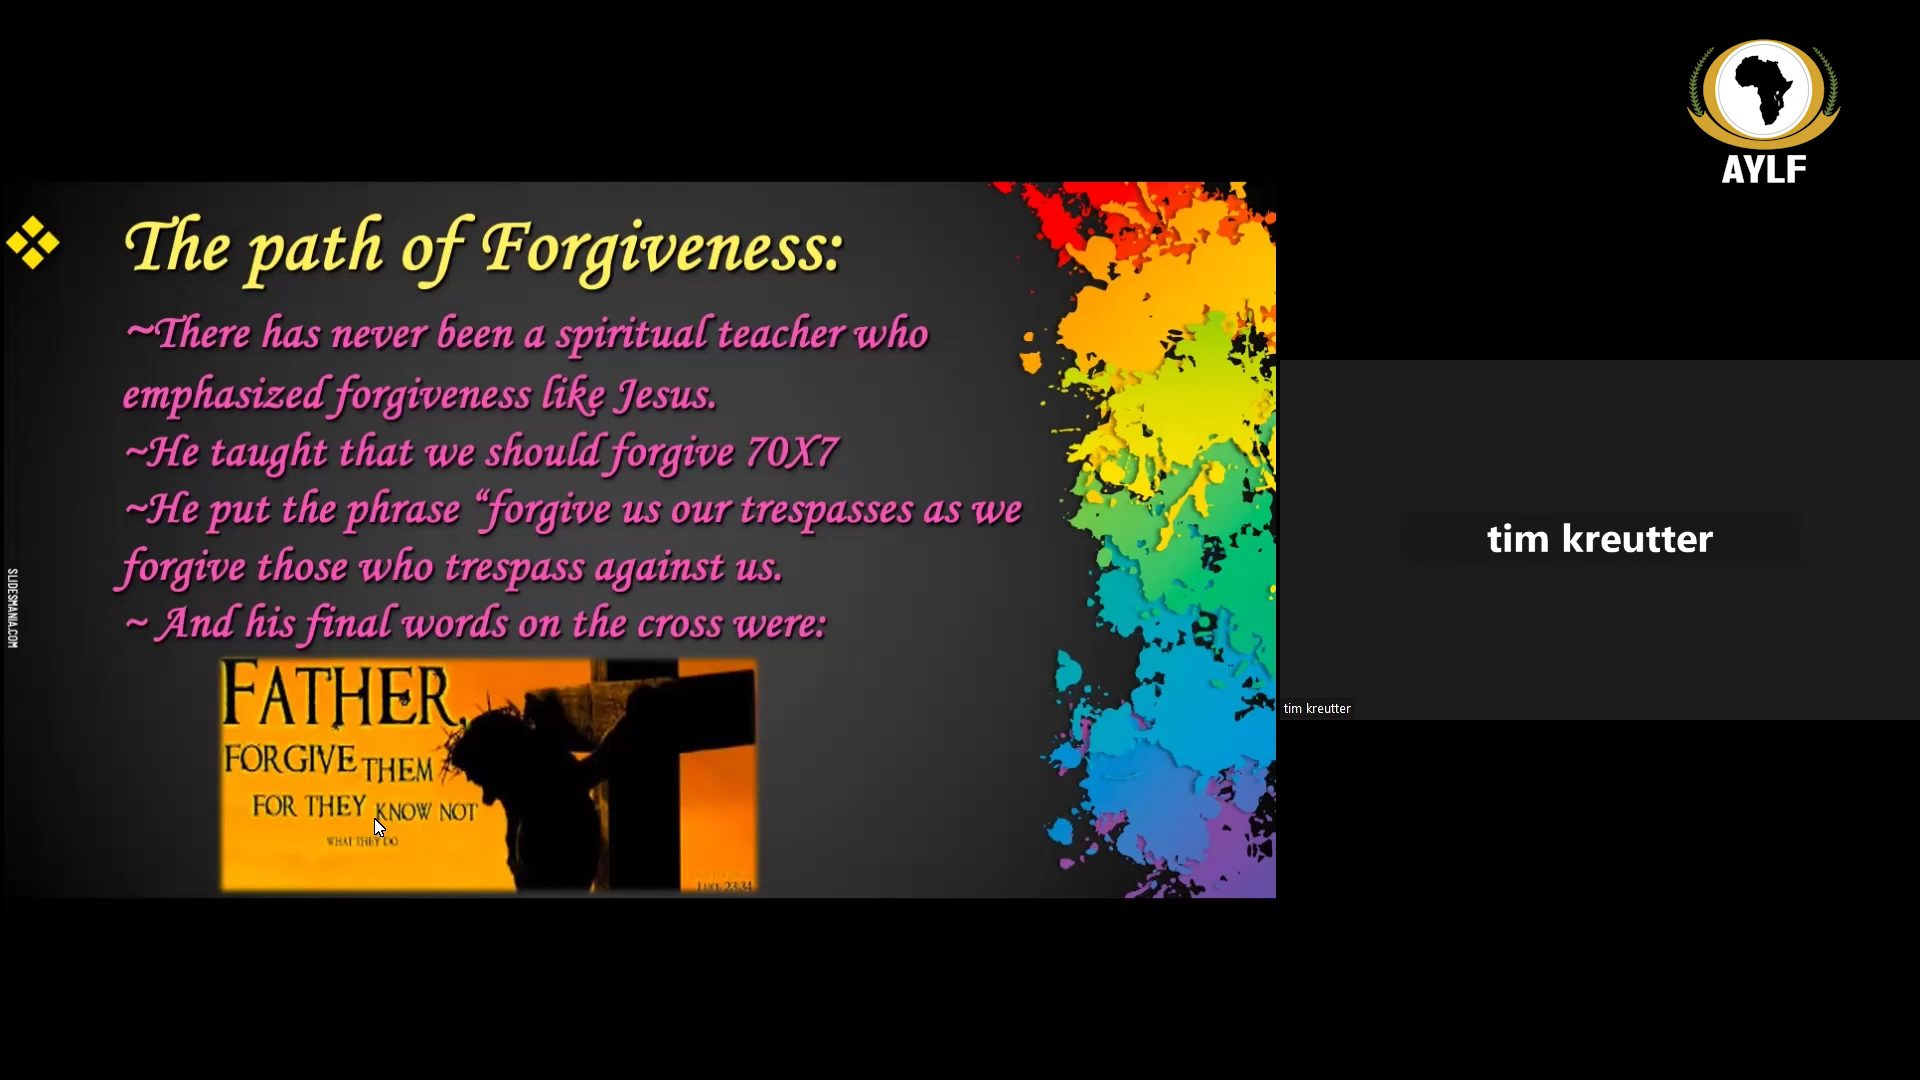 AYLF
The path of Forgiveness:
~There has never been a spiritual teacher who
emphasized forgiveness like Jesus.
~He taught that we should forgive 70X7
~He put the phrase “forgive us our trespasses as we
forgive those who trespass against us.
~ And his final words on the cross were:
FATHER,
FORGIVE THEM
FOR THEY KNOW NOT
WHAT THEY DO
LUKE 23:34
SLIDESMANIA.COM
tim kreutter
tim kreutter